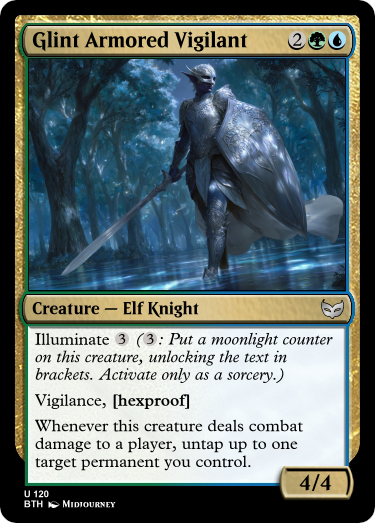 Glint Armored Vigilant 2
Creature — Elf Knight
Illuminate 3 (3: Put a moonlight counter
on this creature, unlocking the text in
brackets. Activate only as a sorcery.)
Vigilance, [hexproof]
Whenever this creature deals combat
damage to a player, untap up to one
target permanent you control.
4/4
U 120
BTH Midjourney